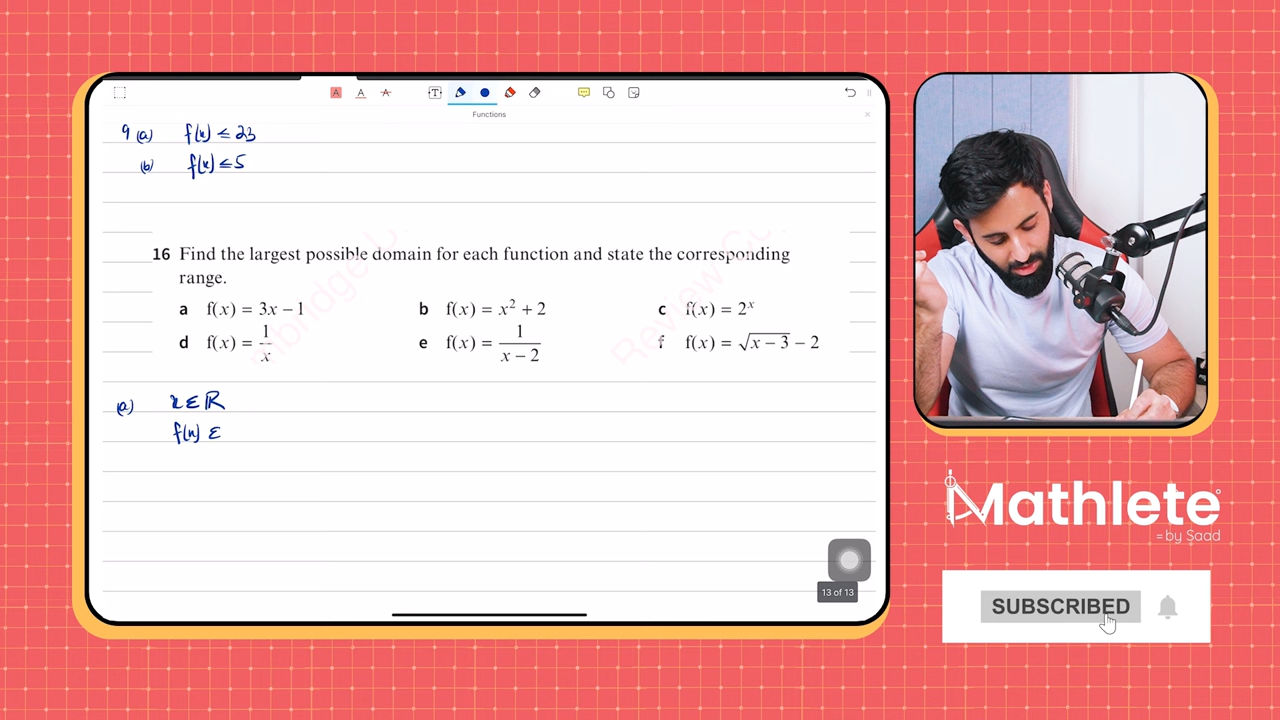 Functions
9 (a) f(x) ≤ 23
(b) f(x) ≤ 5
16 Find the largest possible domain for each function and state the corresponding
range.
a f(x) = 3x − 1 b f(x) = x² + 2 c f(x) = 2ˣ
d f(x) = 1/x e f(x) = 1/(x − 2) f f(x) = √(x − 3) − 2
(a) x ∈ ℝ
f(x) ∈
13 of 13
Mathlete
= by Saad
SUBSCRIBED